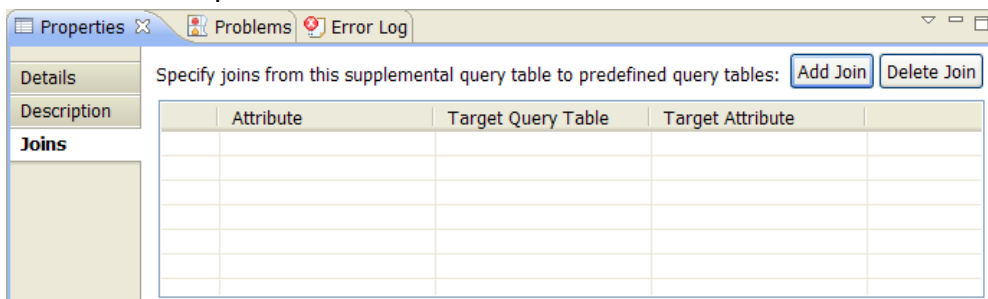 Properties Problems Error Log
Details
Specify joins from this supplemental query table to predefined query tables: Add Join Delete Join
Description
Attribute Target Query Table Target Attribute
Joins